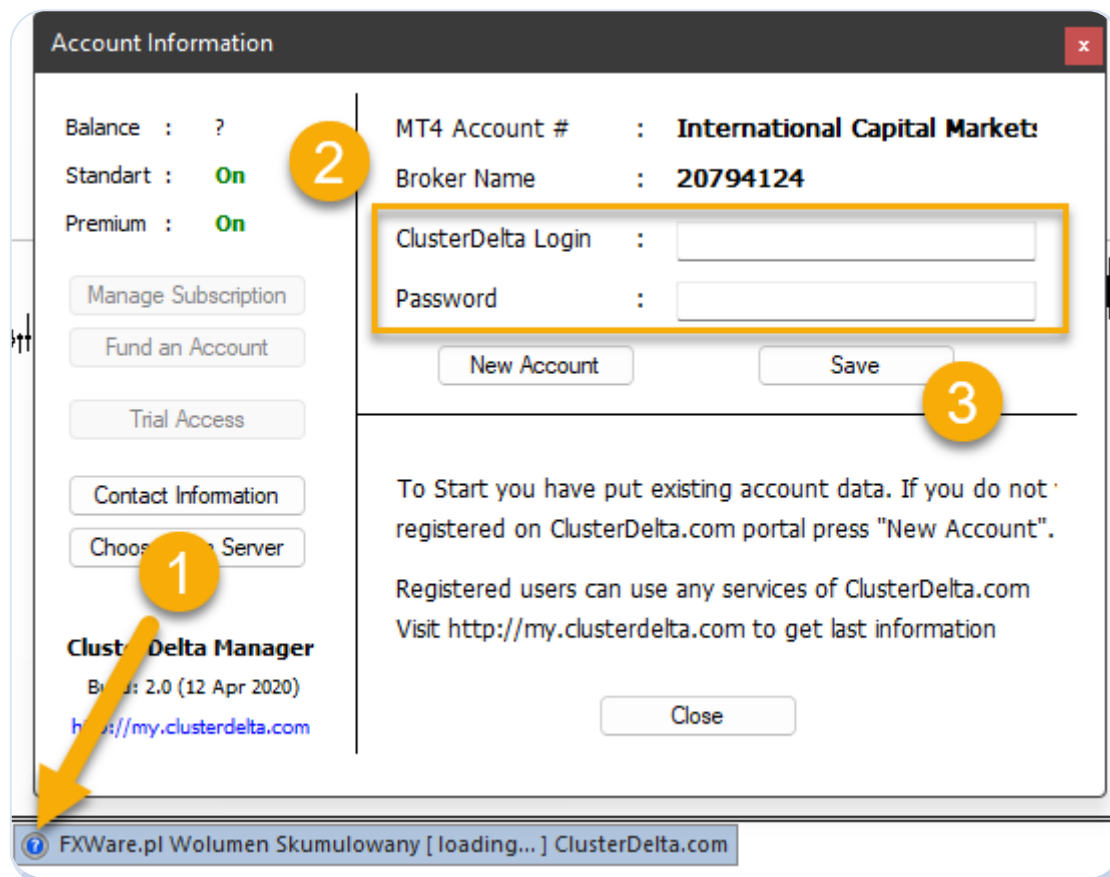 Account Information
x
Balance : ?
Standart : On
Premium : On
2
MT4 Account # : International Capital Markets
Broker Name : 20794124
ClusterDelta Login :
Password :
Manage Subscription
Fund an Account
Trial Access
New Account
Save
3
Contact Information
Server
1
To Start you have put existing account data. If you do not
registered on ClusterDelta.com portal press "New Account".
Registered users can use any services of ClusterDelta.com
Visit http://my.clusterdelta.com to get last information
Manager
2.0 (12 Apr 2020)
http://my.clusterdelta.com
Close
FXWare.pl Wolumen Skumulowany [ loading... ] ClusterDelta.com